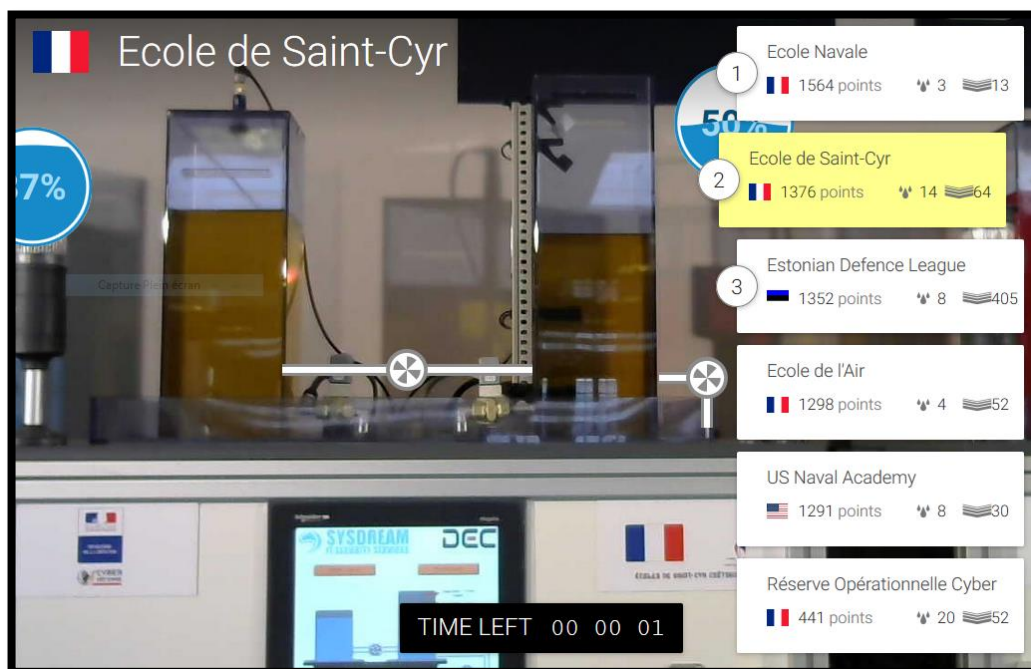 Ecole de Saint-Cyr
7%
50%
1
Ecole Navale
1564 points 3 13
2
Ecole de Saint-Cyr
1376 points 14 64
3
Estonian Defence League
1352 points 8 405
Ecole de l'Air
1298 points 4 52
US Naval Academy
1291 points 8 30
Réserve Opérationnelle Cyber
441 points 20 52
Capture Plein écran
SYSDREAM
IT SECURITY SERVICES
DEC
TIME LEFT 00 00 01